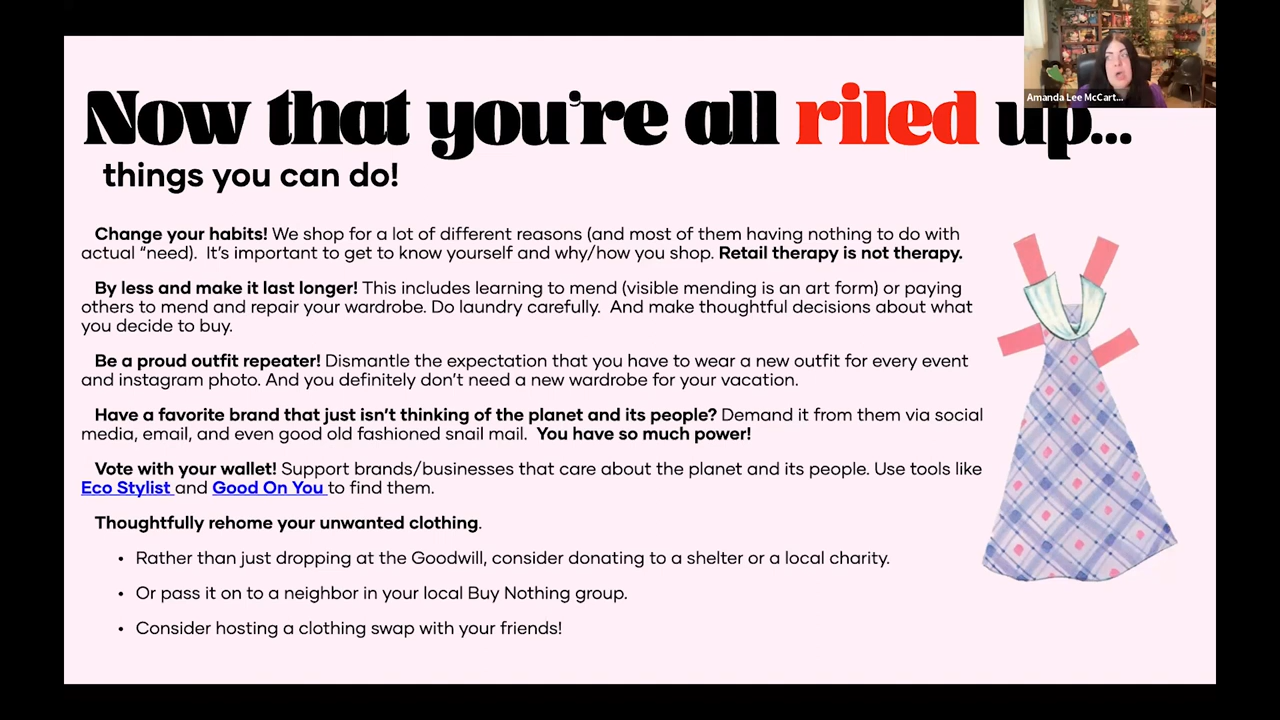 Amanda Lee McCart...
Now that you're all riled up...
things you can do!
Change your habits! We shop for a lot of different reasons (and most of them having nothing to do with
actual “need). It’s important to get to know yourself and why/how you shop. Retail therapy is not therapy.
By less and make it last longer! This includes learning to mend (visible mending is an art form) or paying
others to mend and repair your wardrobe. Do laundry carefully. And make thoughtful decisions about what
you decide to buy.
Be a proud outfit repeater! Dismantle the expectation that you have to wear a new outfit for every event
and instagram photo. And you definitely don’t need a new wardrobe for your vacation.
Have a favorite brand that just isn’t thinking of the planet and its people? Demand it from them via social
media, email, and even good old fashioned snail mail. You have so much power!
Vote with your wallet! Support brands/businesses that care about the planet and its people. Use tools like
Eco Stylist and Good On You to find them.
Thoughtfully rehome your unwanted clothing.
• Rather than just dropping at the Goodwill, consider donating to a shelter or a local charity.
• Or pass it on to a neighbor in your local Buy Nothing group.
• Consider hosting a clothing swap with your friends!